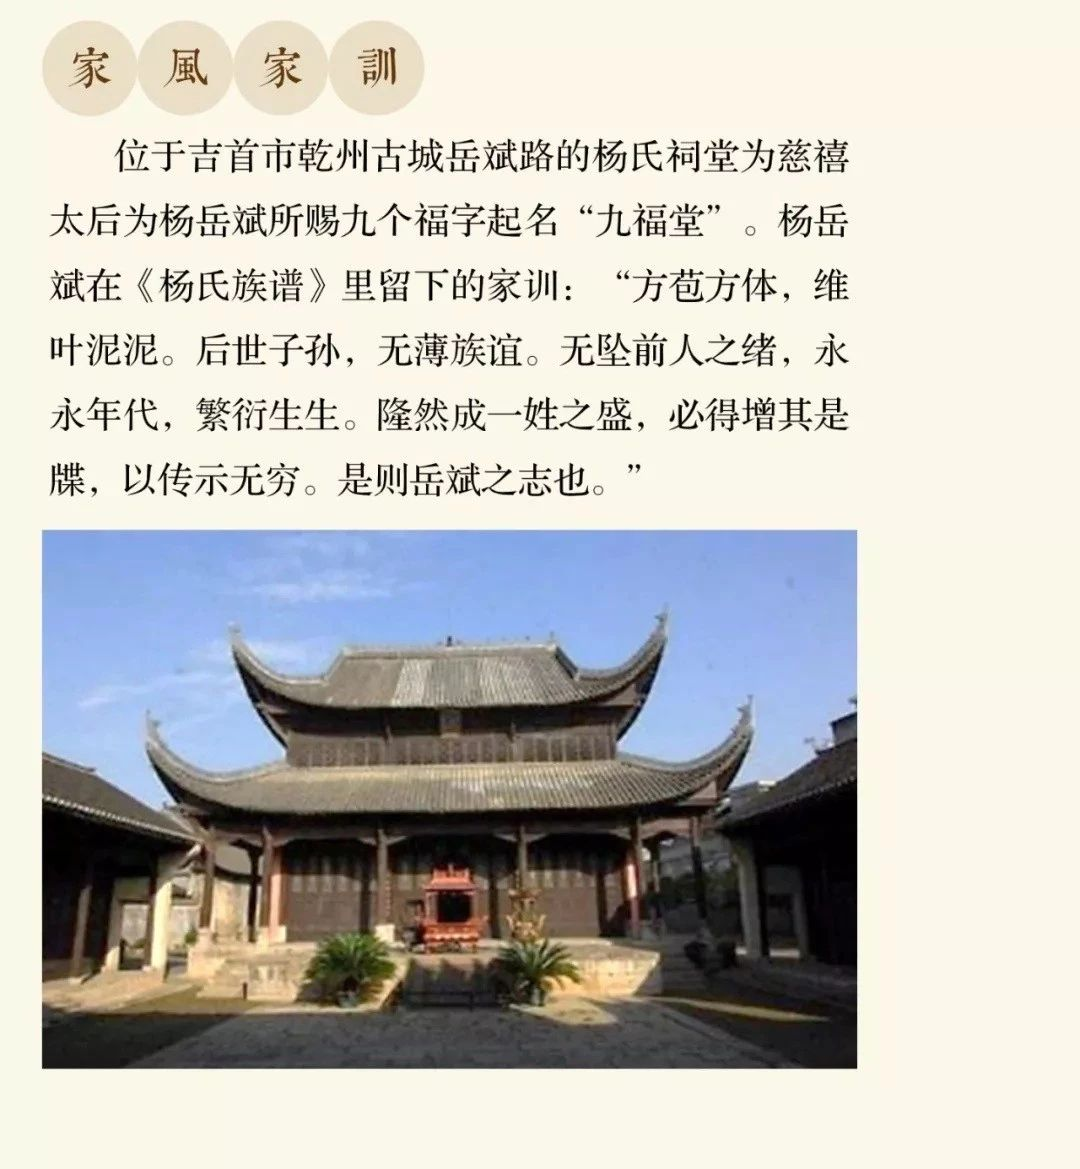 家風家訓
位于吉首市乾州古城岳斌路的杨氏祠堂为慈禧
太后为杨岳斌所赐九个福字起名“九福堂”。杨岳
斌在《杨氏族谱》里留下的家训：“方苞方体，维
叶泥泥。后世子孙，无薄族谊。无坠前人之绪，永
永年代，繁衍生生。隆然成一姓之盛，必得增其是
牒，以传示无穷。是则岳斌之志也。”